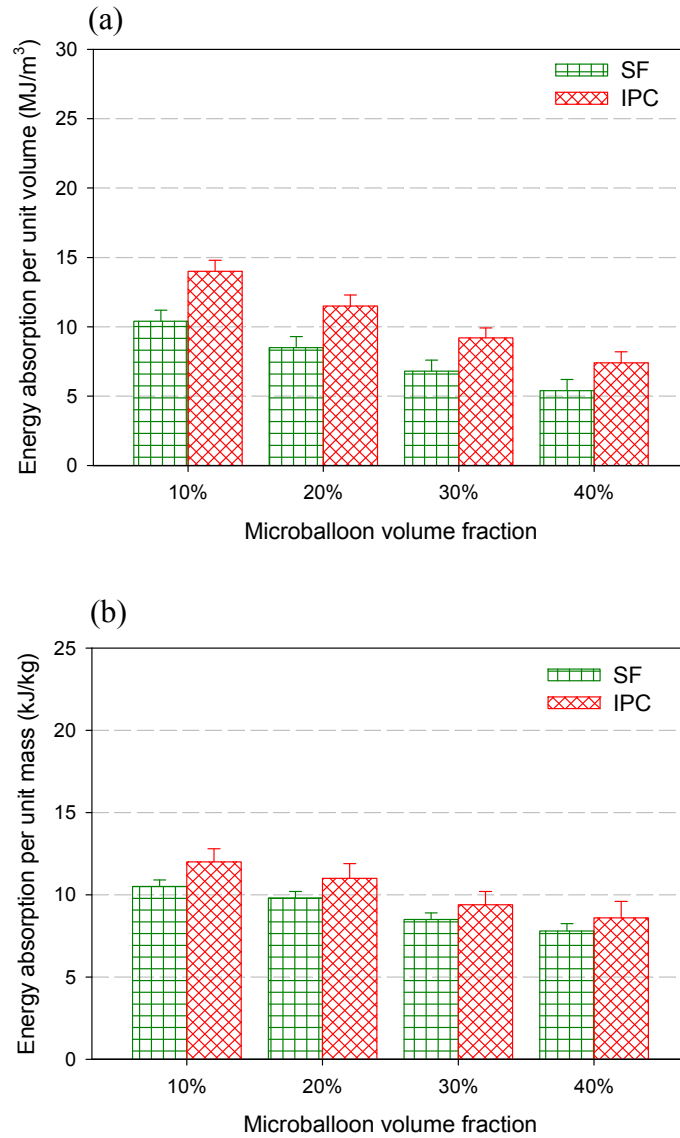 (a)
Energy absorption per unit volume (MJ/m³)
30
25
20
15
10
5
0
SF
IPC
10% 20% 30% 40%
Microballoon volume fraction
(b)
Energy absorption per unit mass (kJ/kg)
25
20
15
10
5
0
SF
IPC
10% 20% 30% 40%
Microballoon volume fraction